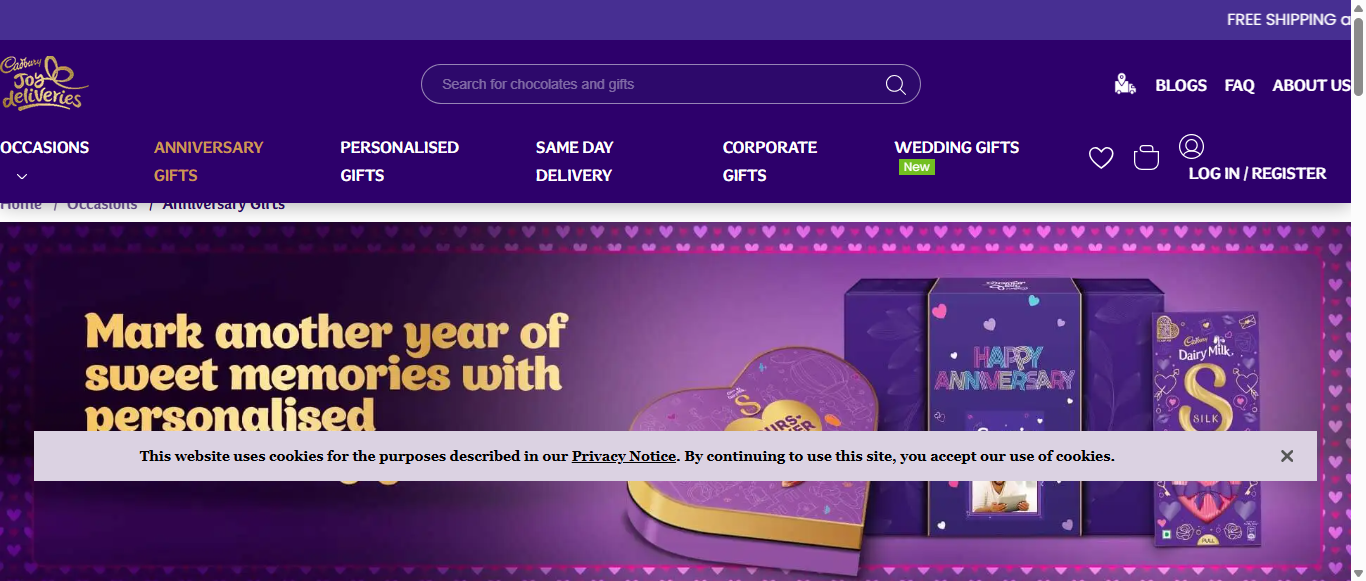 FREE SHIPPING
Cadbury
Joy
deliveries
Search for chocolates and gifts
BLOGS
FAQ
ABOUT US
OCCASIONS
ANNIVERSARY
GIFTS
PERSONALISED
GIFTS
SAME DAY
DELIVERY
CORPORATE
GIFTS
WEDDING GIFTS
New
LOG IN / REGISTER
Home / Occasions / Anniversary Gifts
Mark another year of
sweet memories with
personalised
HAPPY
ANNIVERSARY
Cadbury
Dairy Milk
S
SILK
PULL
S
This website uses cookies for the purposes described in our Privacy Notice. By continuing to use this site, you accept our use of cookies.